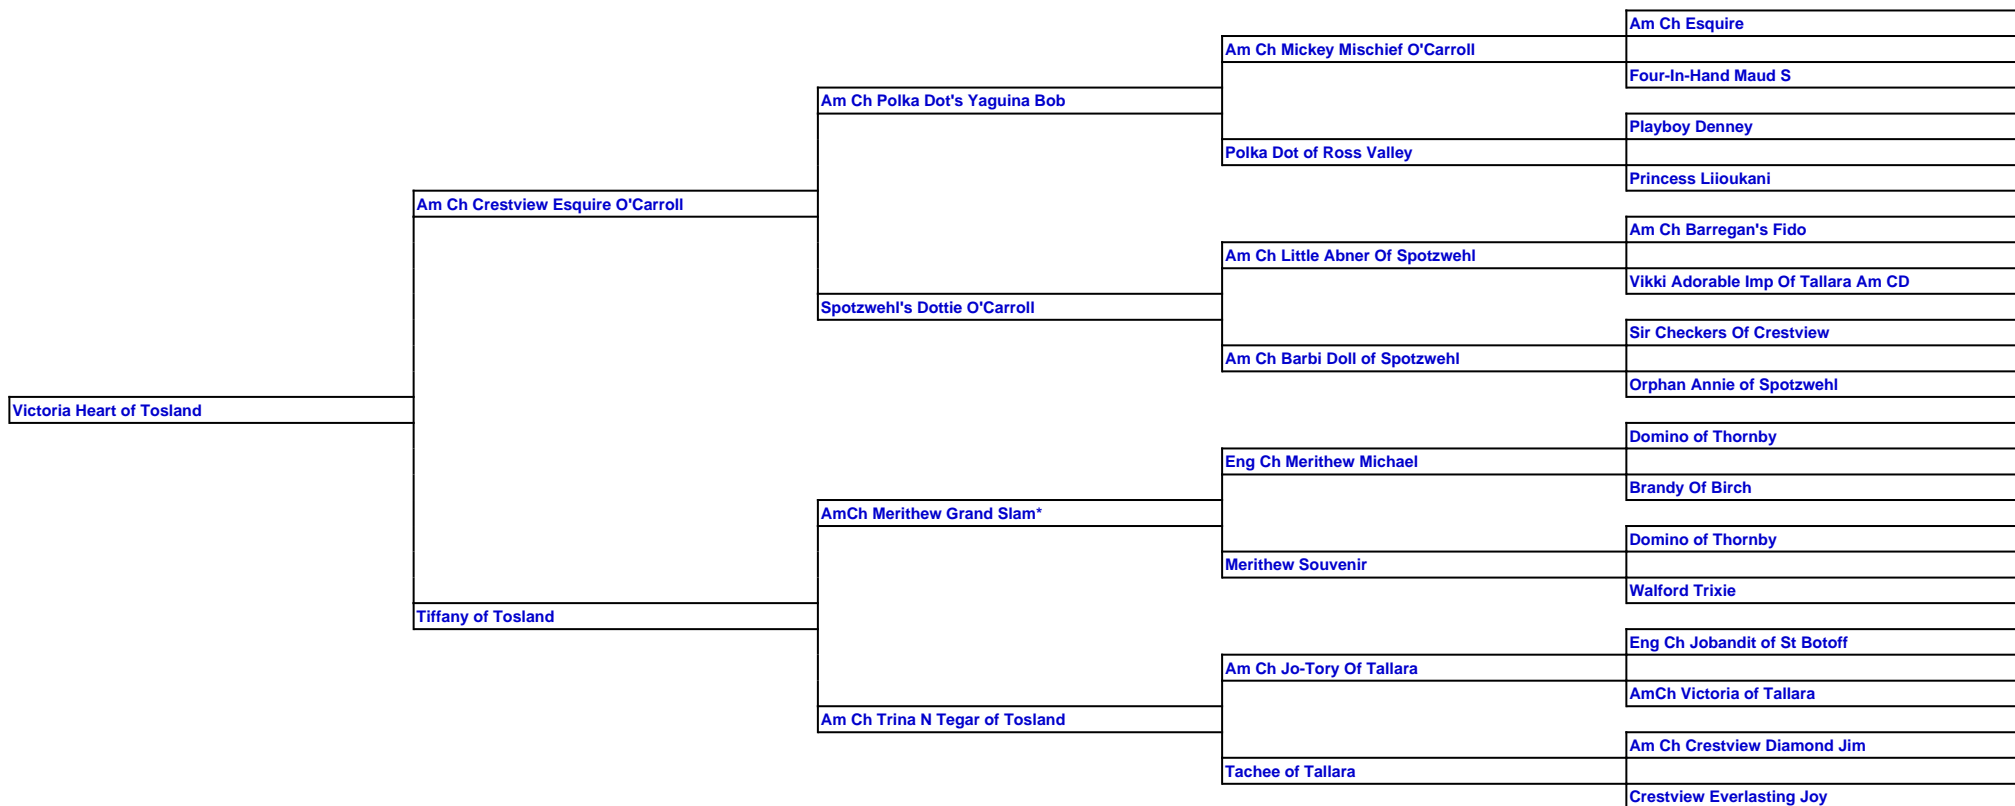 Am Ch Esquire
Am Ch Mickey Mischief O'Carroll
Four-In-Hand Maud S
Am Ch Polka Dot's Yaguina Bob
Playboy Denney
Polka Dot of Ross Valley
Princess Liioukani
Am Ch Crestview Esquire O'Carroll
Am Ch Barregan's Fido
Am Ch Little Abner Of Spotzwehl
Vikki Adorable Imp Of Tallara Am CD
Spotzwehl's Dottie O'Carroll
Sir Checkers Of Crestview
Am Ch Barbi Doll of Spotzwehl
Orphan Annie of Spotzwehl
Victoria Heart of Tosland
Domino of Thornby
Eng Ch Merithew Michael
Brandy Of Birch
AmCh Merithew Grand Slam*
Domino of Thornby
Merithew Souvenir
Walford Trixie
Tiffany of Tosland
Eng Ch Jobandit of St Botoff
Am Ch Jo-Tory Of Tallara
AmCh Victoria of Tallara
Am Ch Trina N Tegar of Tosland
Am Ch Crestview Diamond Jim
Tachee of Tallara
Crestview Everlasting Joy